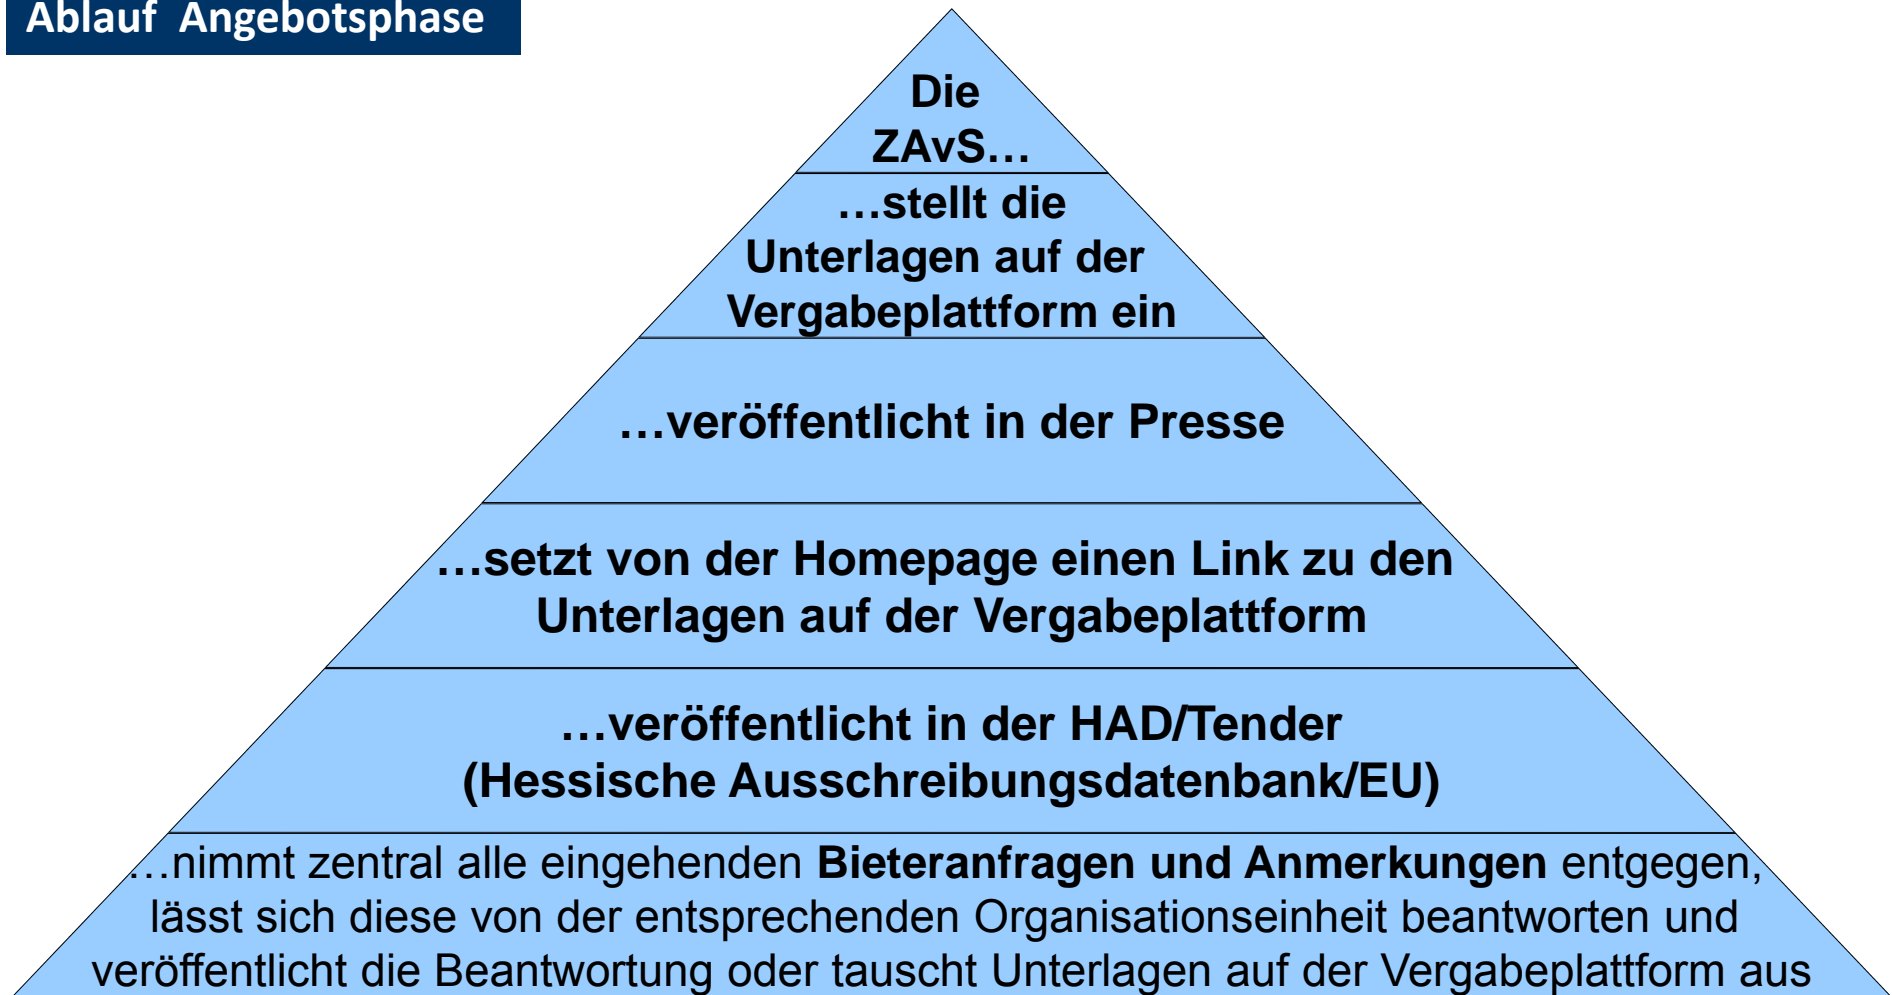 Ablauf Angebotsphase
Die
ZAvS…
…stellt die
Unterlagen auf der
Vergabeplattform ein
…veröffentlicht in der Presse
…setzt von der Homepage einen Link zu den
Unterlagen auf der Vergabeplattform
…veröffentlicht in der HAD/Tender
(Hessische Ausschreibungsdatenbank/EU)
…nimmt zentral alle eingehenden Bieteranfragen und Anmerkungen entgegen,
lässt sich diese von der entsprechenden Organisationseinheit beantworten und
veröffentlicht die Beantwortung oder tauscht Unterlagen auf der Vergabeplattform aus